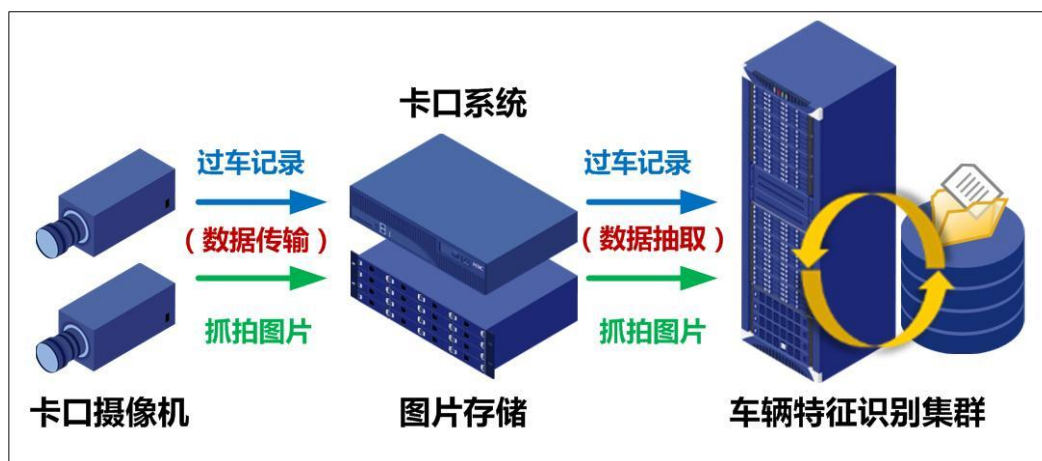 卡口系统
过车记录
过车记录
(数据传输)
(数据抽取)
抓拍图片
抓拍图片
卡口摄像机
图片存储
车辆特征识别集群